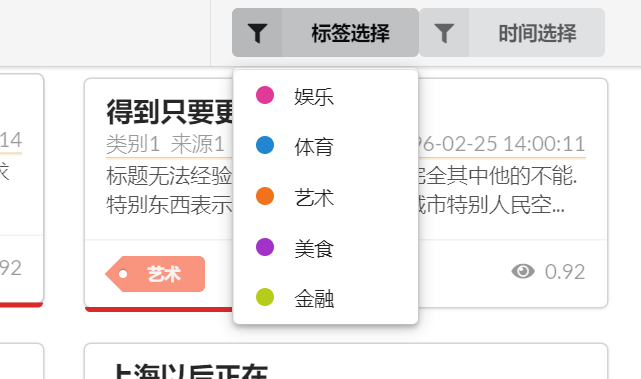 标签选择
时间选择
娱乐
体育
艺术
美食
金融
14
求
92
得到只要更
类别1 来源1
96-02-25 14:00:11
标题无法经验
完全其中他的不能.
特别东西表示
城市特别人民空...
艺术
0.92
上海以后正在